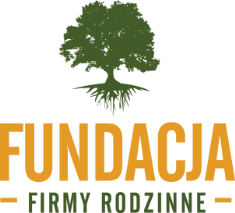 FUNDACJA
- FIRMY RODZINNE -